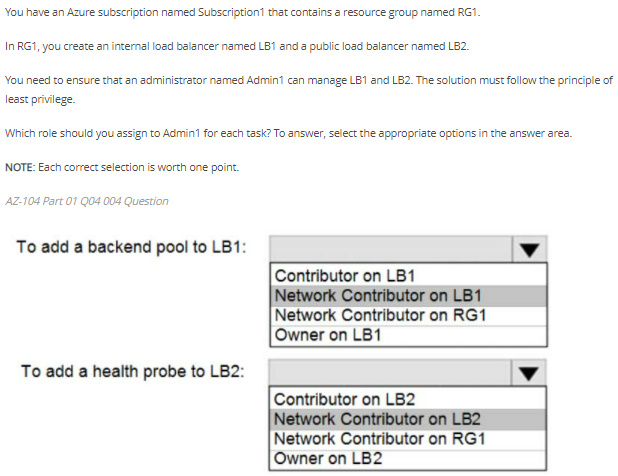 You have an Azure subscription named Subscription1 that contains a resource group named RG1.
In RG1, you create an internal load balancer named LB1 and a public load balancer named LB2.
You need to ensure that an administrator named Admin1 can manage LB1 and LB2. The solution must follow the principle of
least privilege.
Which role should you assign to Admin1 for each task? To answer, select the appropriate options in the answer area.
NOTE: Each correct selection is worth one point.
AZ-104 Part 01 Q04 004 Question
To add a backend pool to LB1:
Contributor on LB1
Network Contributor on LB1
Network Contributor on RG1
Owner on LB1
To add a health probe to LB2:
Contributor on LB2
Network Contributor on LB2
Network Contributor on RG1
Owner on LB2